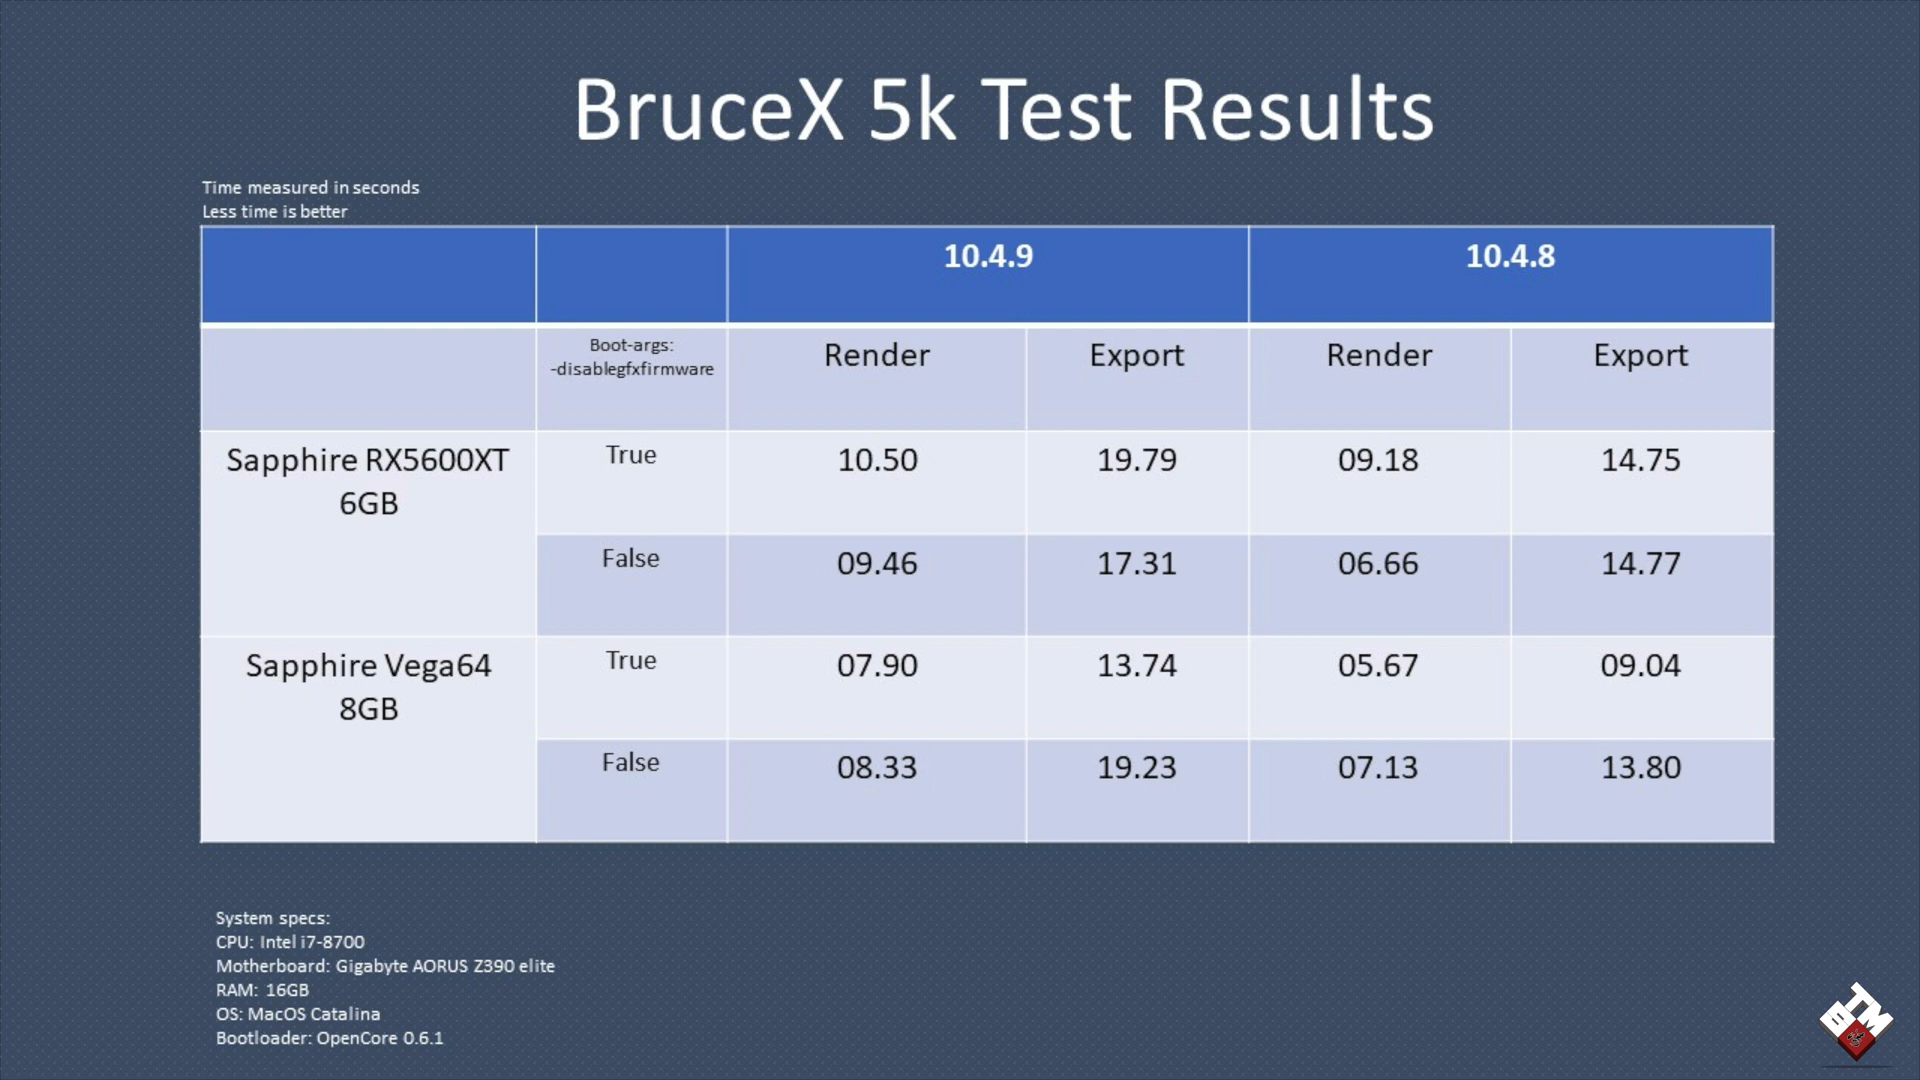 BruceX 5k Test Results
Time measured in seconds
Less time is better
10.4.9 10.4.8
Boot-args:
-disablegfxfirmware
Render Export Render Export
Sapphire RX5600XT
6GB
True 10.50 19.79 09.18 14.75
False 09.46 17.31 06.66 14.77
Sapphire Vega64
8GB
True 07.90 13.74 05.67 09.04
False 08.33 19.23 07.13 13.80
System specs:
CPU: Intel i7-8700
Motherboard: Gigabyte AORUS Z390 elite
RAM: 16GB
OS: MacOS Catalina
Bootloader: OpenCore 0.6.1